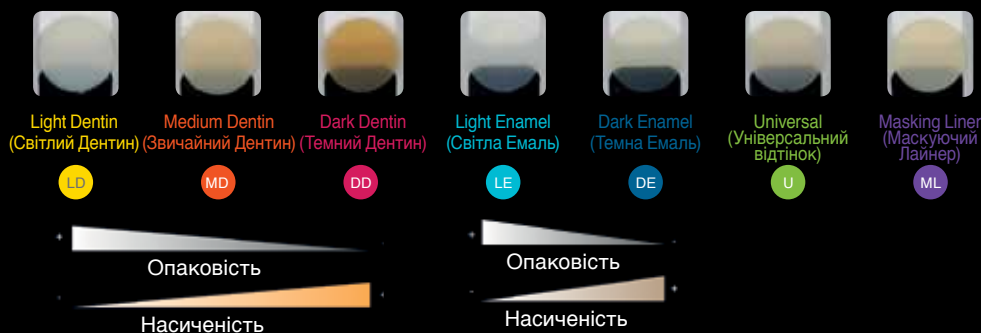 Light Dentin
(Світлий Дентин)
LD
Medium Dentin
(Звичайний Дентин)
MD
Dark Dentin
(Темний Дентин)
DD
Light Enamel
(Світла Емаль)
LE
Dark Enamel
(Темна Емаль)
DE
Universal
(Універсальний
відтінок)
U
Masking Liner
(Маскуючий
Лайнер)
ML
+ -
Опаковість
- +
Насиченість
+ -
Опаковість
- +
Насиченість